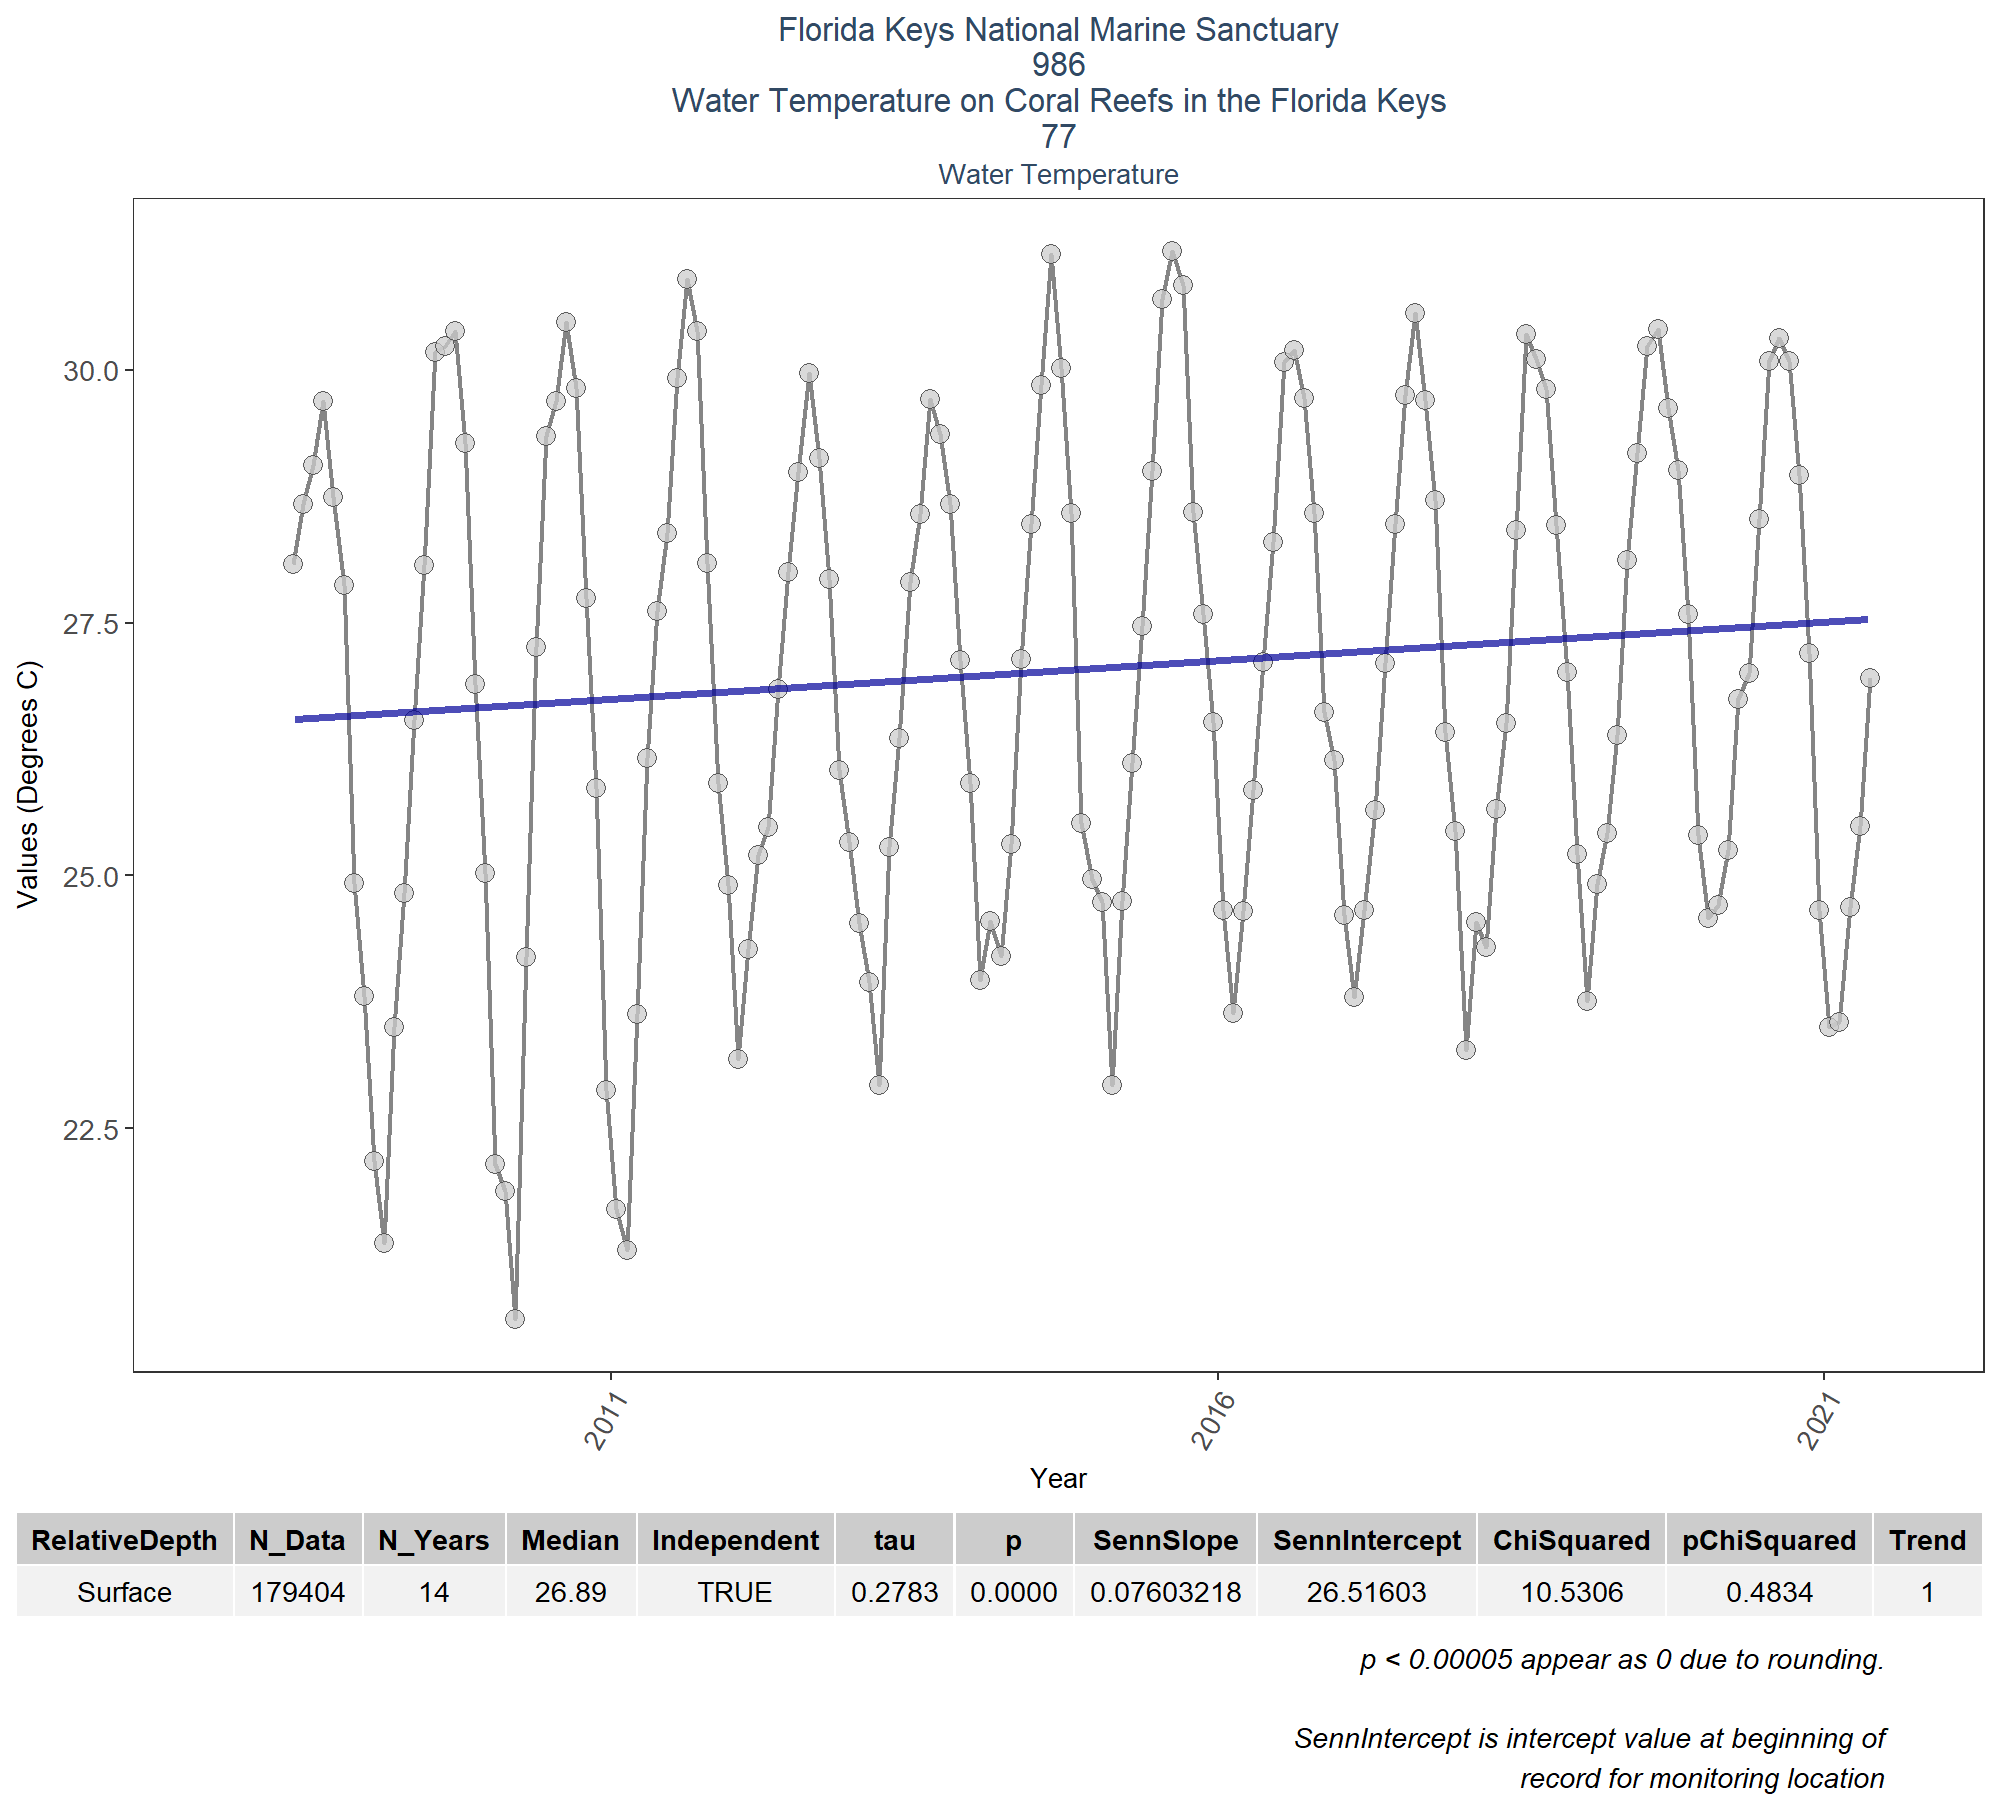 Florida Keys National Marine Sanctuary
986
Water Temperature on Coral Reefs in the Florida Keys
77
Water Temperature
Values (Degrees C)
30.0
27.5
25.0
22.5
2011
2016
2021
Year
RelativeDepth N_Data N_Years Median Independent tau p SennSlope SennIntercept ChiSquared pChiSquared Trend
Surface 179404 14 26.89 TRUE 0.2783 0.0000 0.07603218 26.51603 10.5306 0.4834 1
p < 0.00005 appear as 0 due to rounding.
SennIntercept is intercept value at beginning of
record for monitoring location